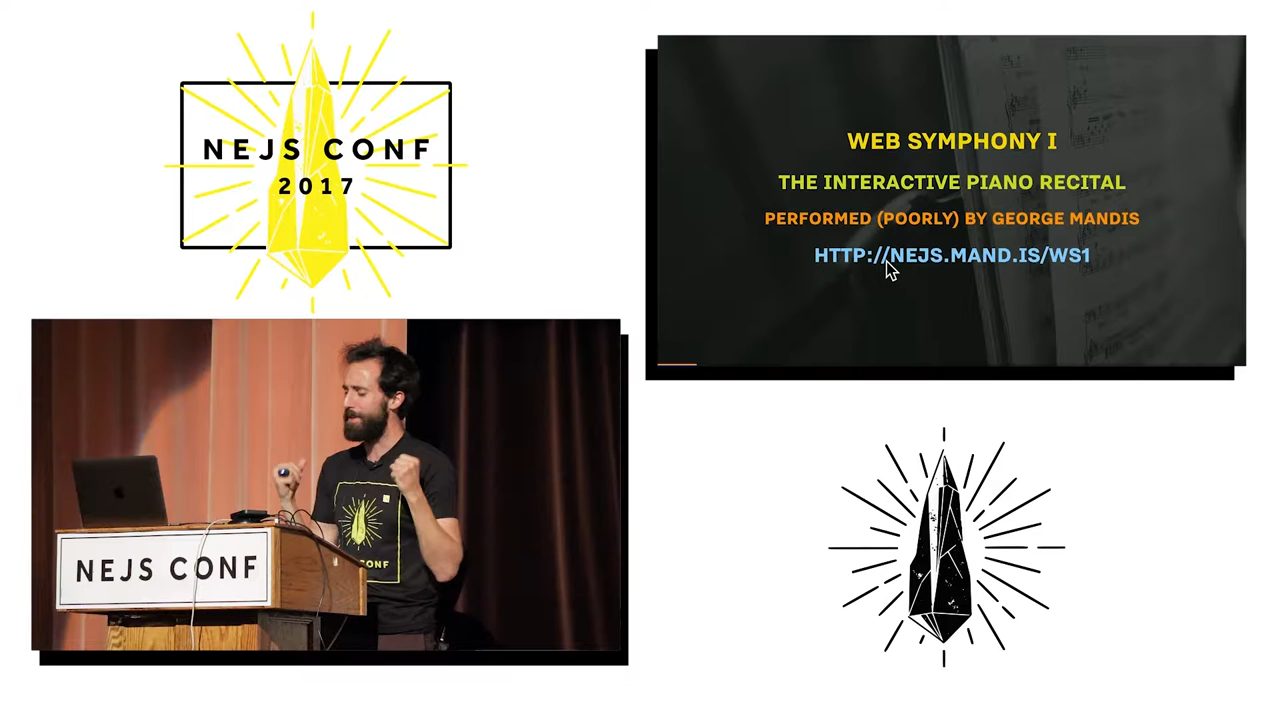 NEJS CONF
2017
WEB SYMPHONY I
THE INTERACTIVE PIANO RECITAL
PERFORMED (POORLY) BY GEORGE MANDIS
HTTP://NEJS.MAND.IS/WS1
NEJS CONF
ONF